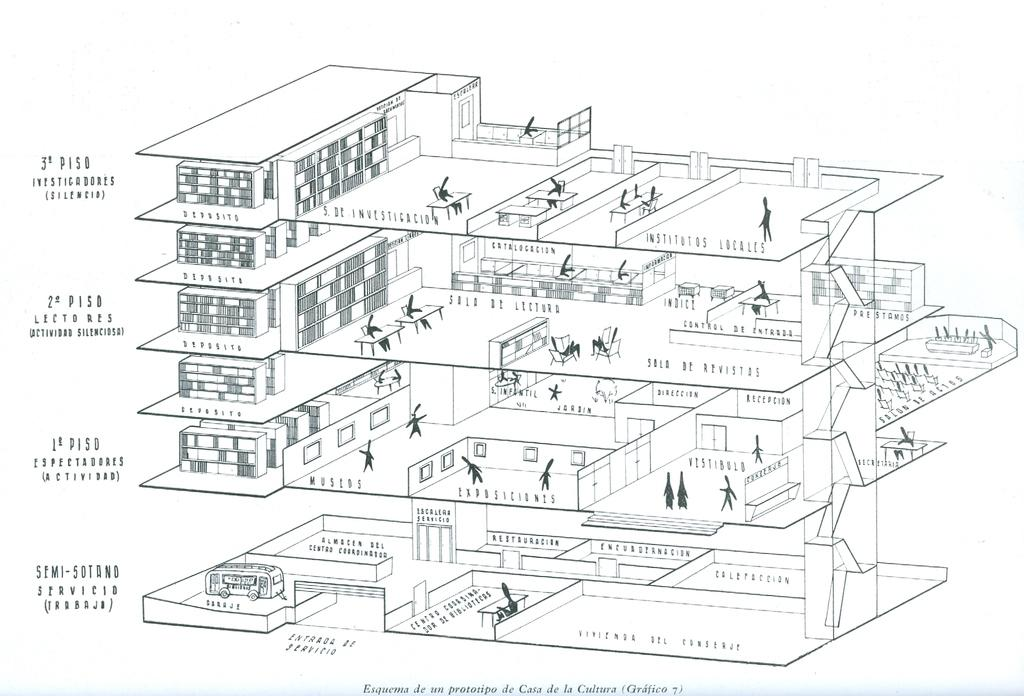 3º PISO
INVESTIGADORES
(SILENCIO)
ESCALERA
DEPOSITO
S. DE INVESTIGACION
INSTITUTOS LOCALES
DEPOSITO
CATALOGACION
INFORMACION
2º PISO
LECTORES
(ACTIVIDAD SILENCIOSA)
SALA DE LECTURA
INDICE
PRESTAMOS
CONTROL DE ENTRADA
DEPOSITO
SALA DE REVISTAS
S. INFANTIL
JARDIN
DIRECCION
RECEPCION
SALON DE ACTOS
DEPOSITO
1º PISO
ESPECTADORES
(ACTIVIDAD)
MUSEOS
EXPOSICIONES
VESTIBULO
CONSERJE
SECRETARIA
SEMI-SOTANO
SERVICIO
(TRABAJO)
ESCALERA
SERVICIO
ALMACEN DEL
CENTRO COORDINADOR
RESTAURACION
ENCUADERNACION
CALEFACCION
GARAJE
CENTRO COORDINA-
DOR DE BIBLIOTECAS
ENTRADA DE
SERVICIO
VIVIENDA DEL CONSERJE
Esquema de un prototipo de Casa de la Cultura (Gráfico 7)